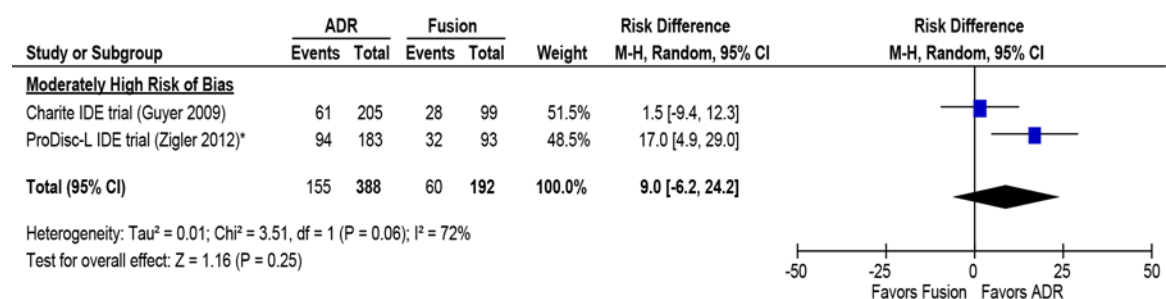 ADR Fusion Risk Difference Risk Difference
Study or Subgroup Events Total Events Total Weight M-H, Random, 95% CI M-H, Random, 95% CI
Moderately High Risk of Bias
Charite IDE trial (Guyer 2009) 61 205 28 99 51.5% 1.5 [-9.4, 12.3]
ProDisc-L IDE trial (Zigler 2012)* 94 183 32 93 48.5% 17.0 [4.9, 29.0]
Total (95% CI) 155 388 60 192 100.0% 9.0 [-6.2, 24.2]
Heterogeneity: Tau² = 0.01; Chi² = 3.51, df = 1 (P = 0.06); I² = 72%
Test for overall effect: Z = 1.16 (P = 0.25)
-50 -25 0 25 50
Favors Fusion Favors ADR